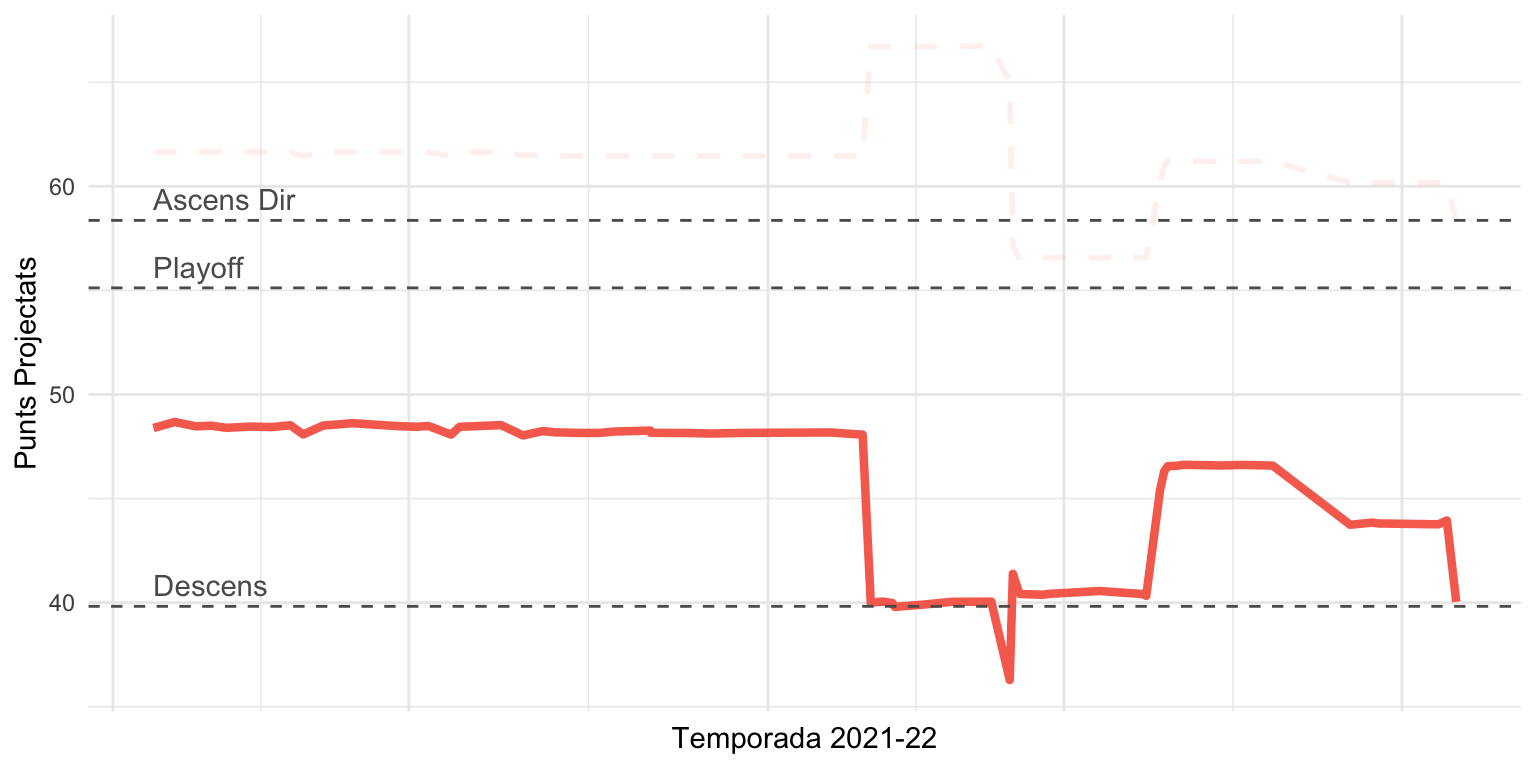 60
Ascens Dir
Playoff
50
Descens
40
Punts Projectats
Temporada 2021-22